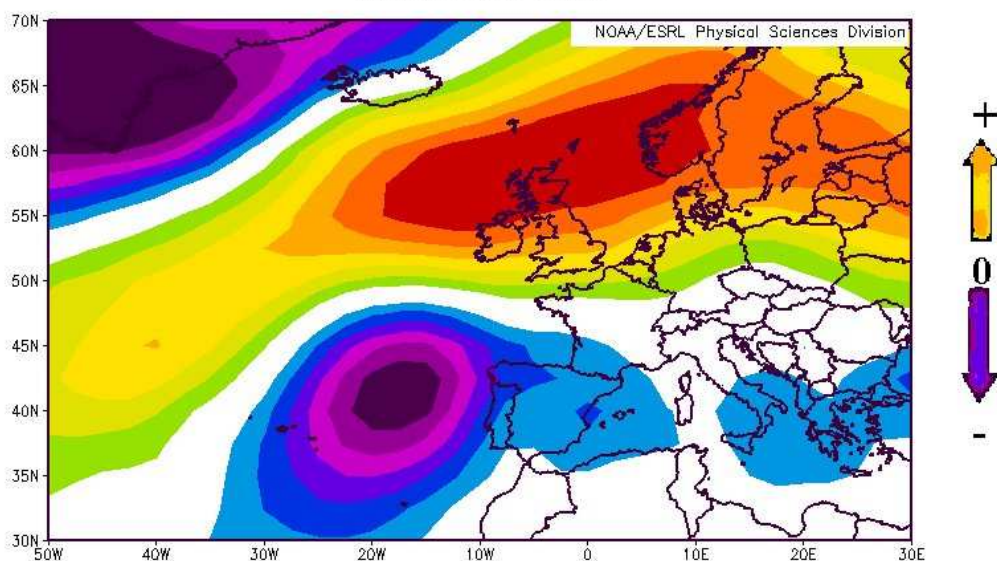 70N
NOAA/ESRL Physical Sciences Division
65N
60N
55N
50N
45N
40N
35N
30N
50W 40W 30W 20W 10W 0 10E 20E 30E
+
0
-